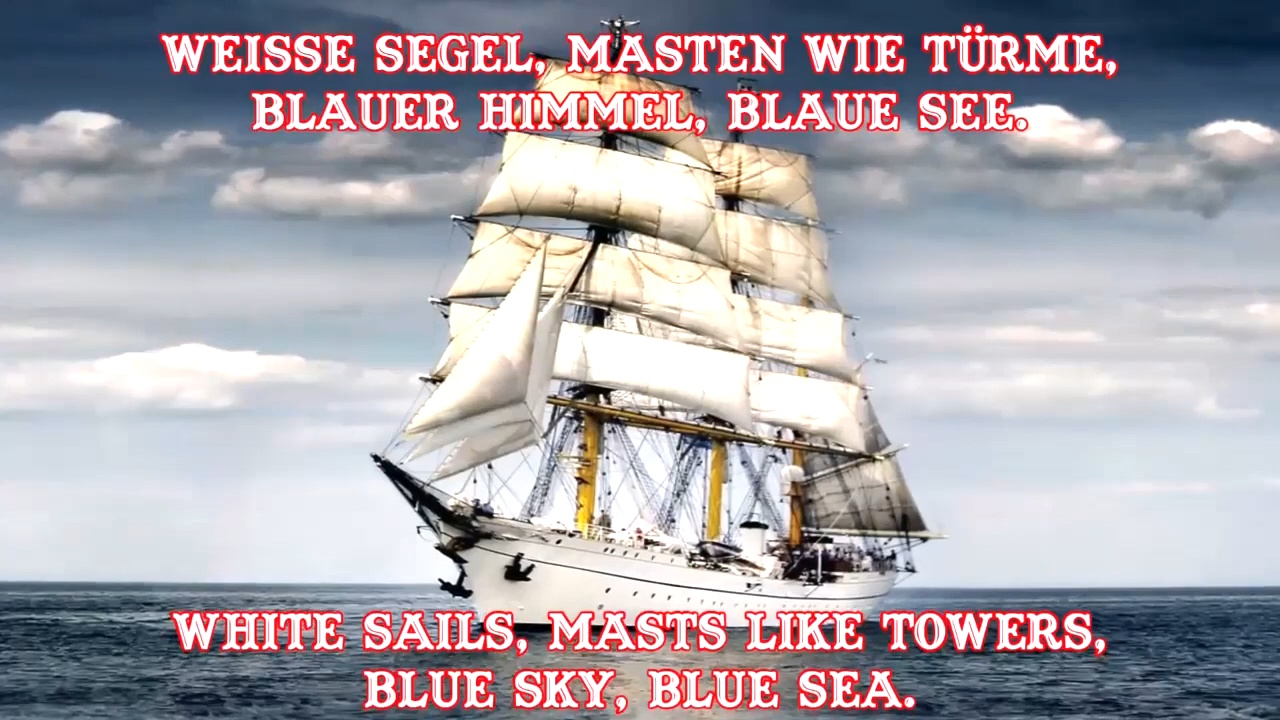 WEISSE SEGEL, MASTEN WIE TÜRME,
BLAUER HIMMEL, BLAUE SEE.
WHITE SAILS, MASTS LIKE TOWERS,
BLUE SKY, BLUE SEA.